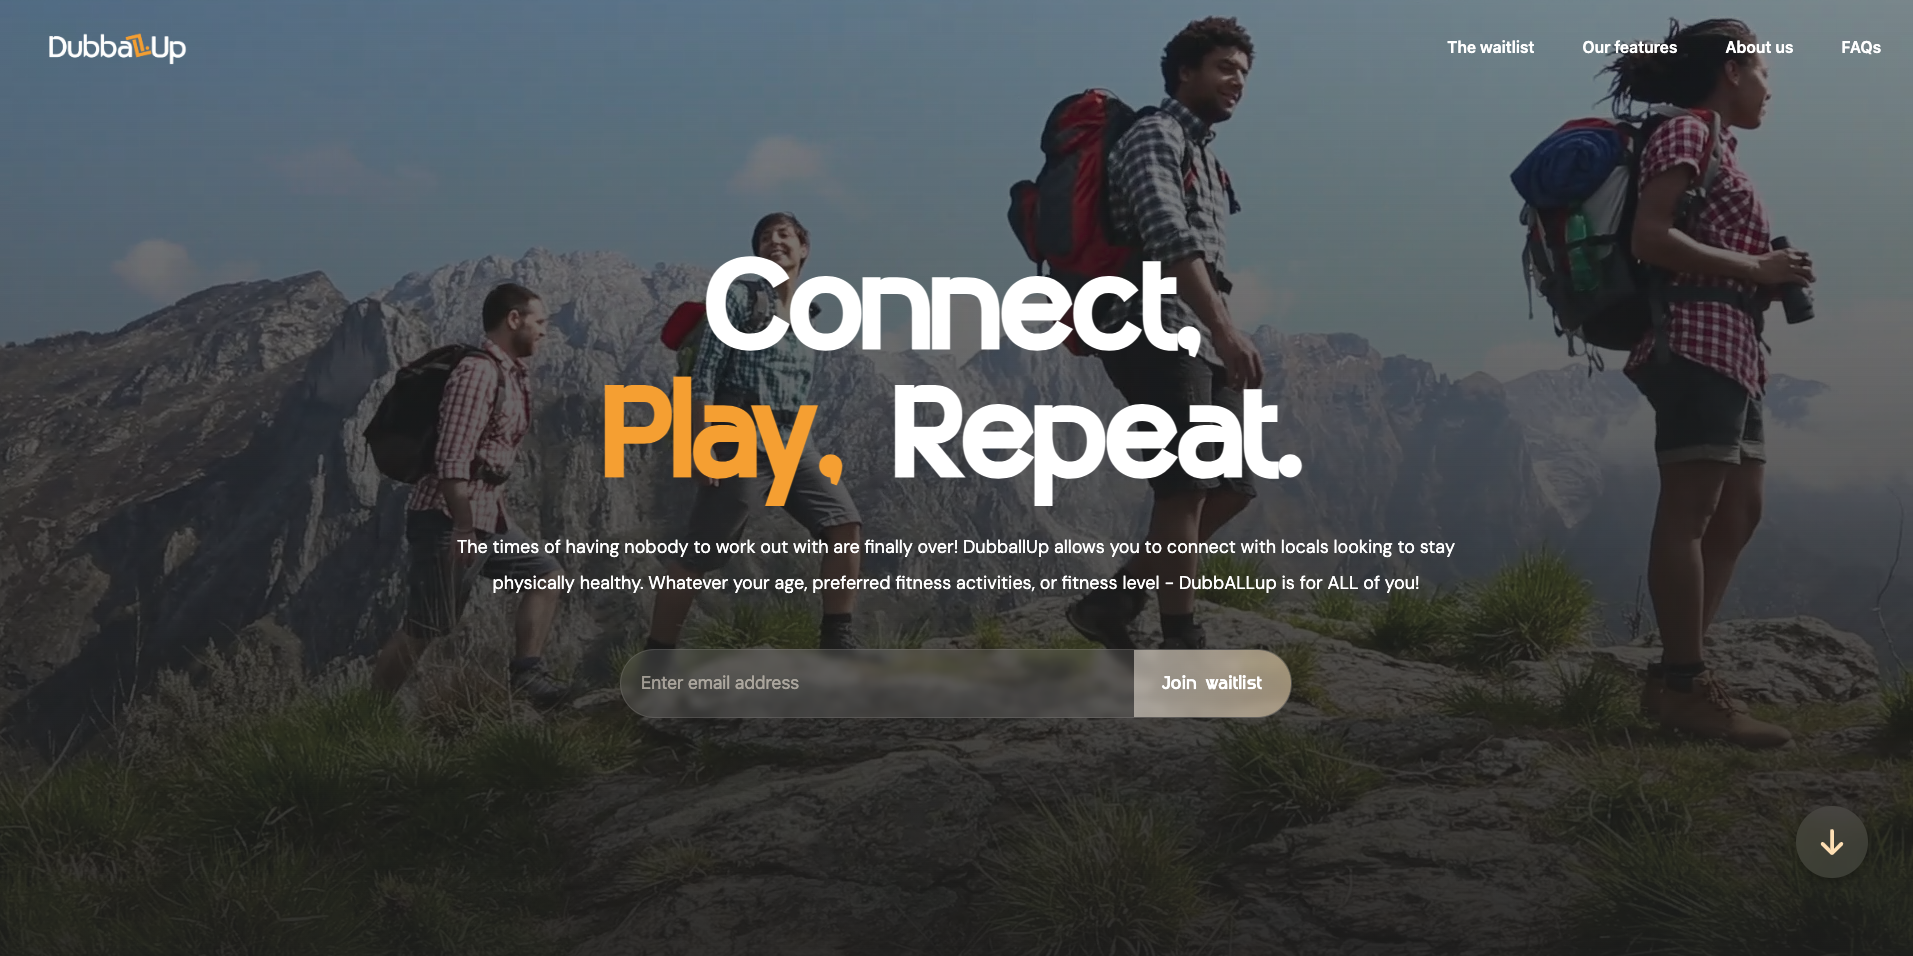 DubbaLLUp
The waitlist
Our features
About us
FAQs
Connect,
Play, Repeat.
The times of having nobody to work out with are finally over! DubballUp allows you to connect with locals looking to stay
physically healthy. Whatever your age, preferred fitness activities, or fitness level - DubbALLup is for ALL of you!
Enter email address
Join waitlist